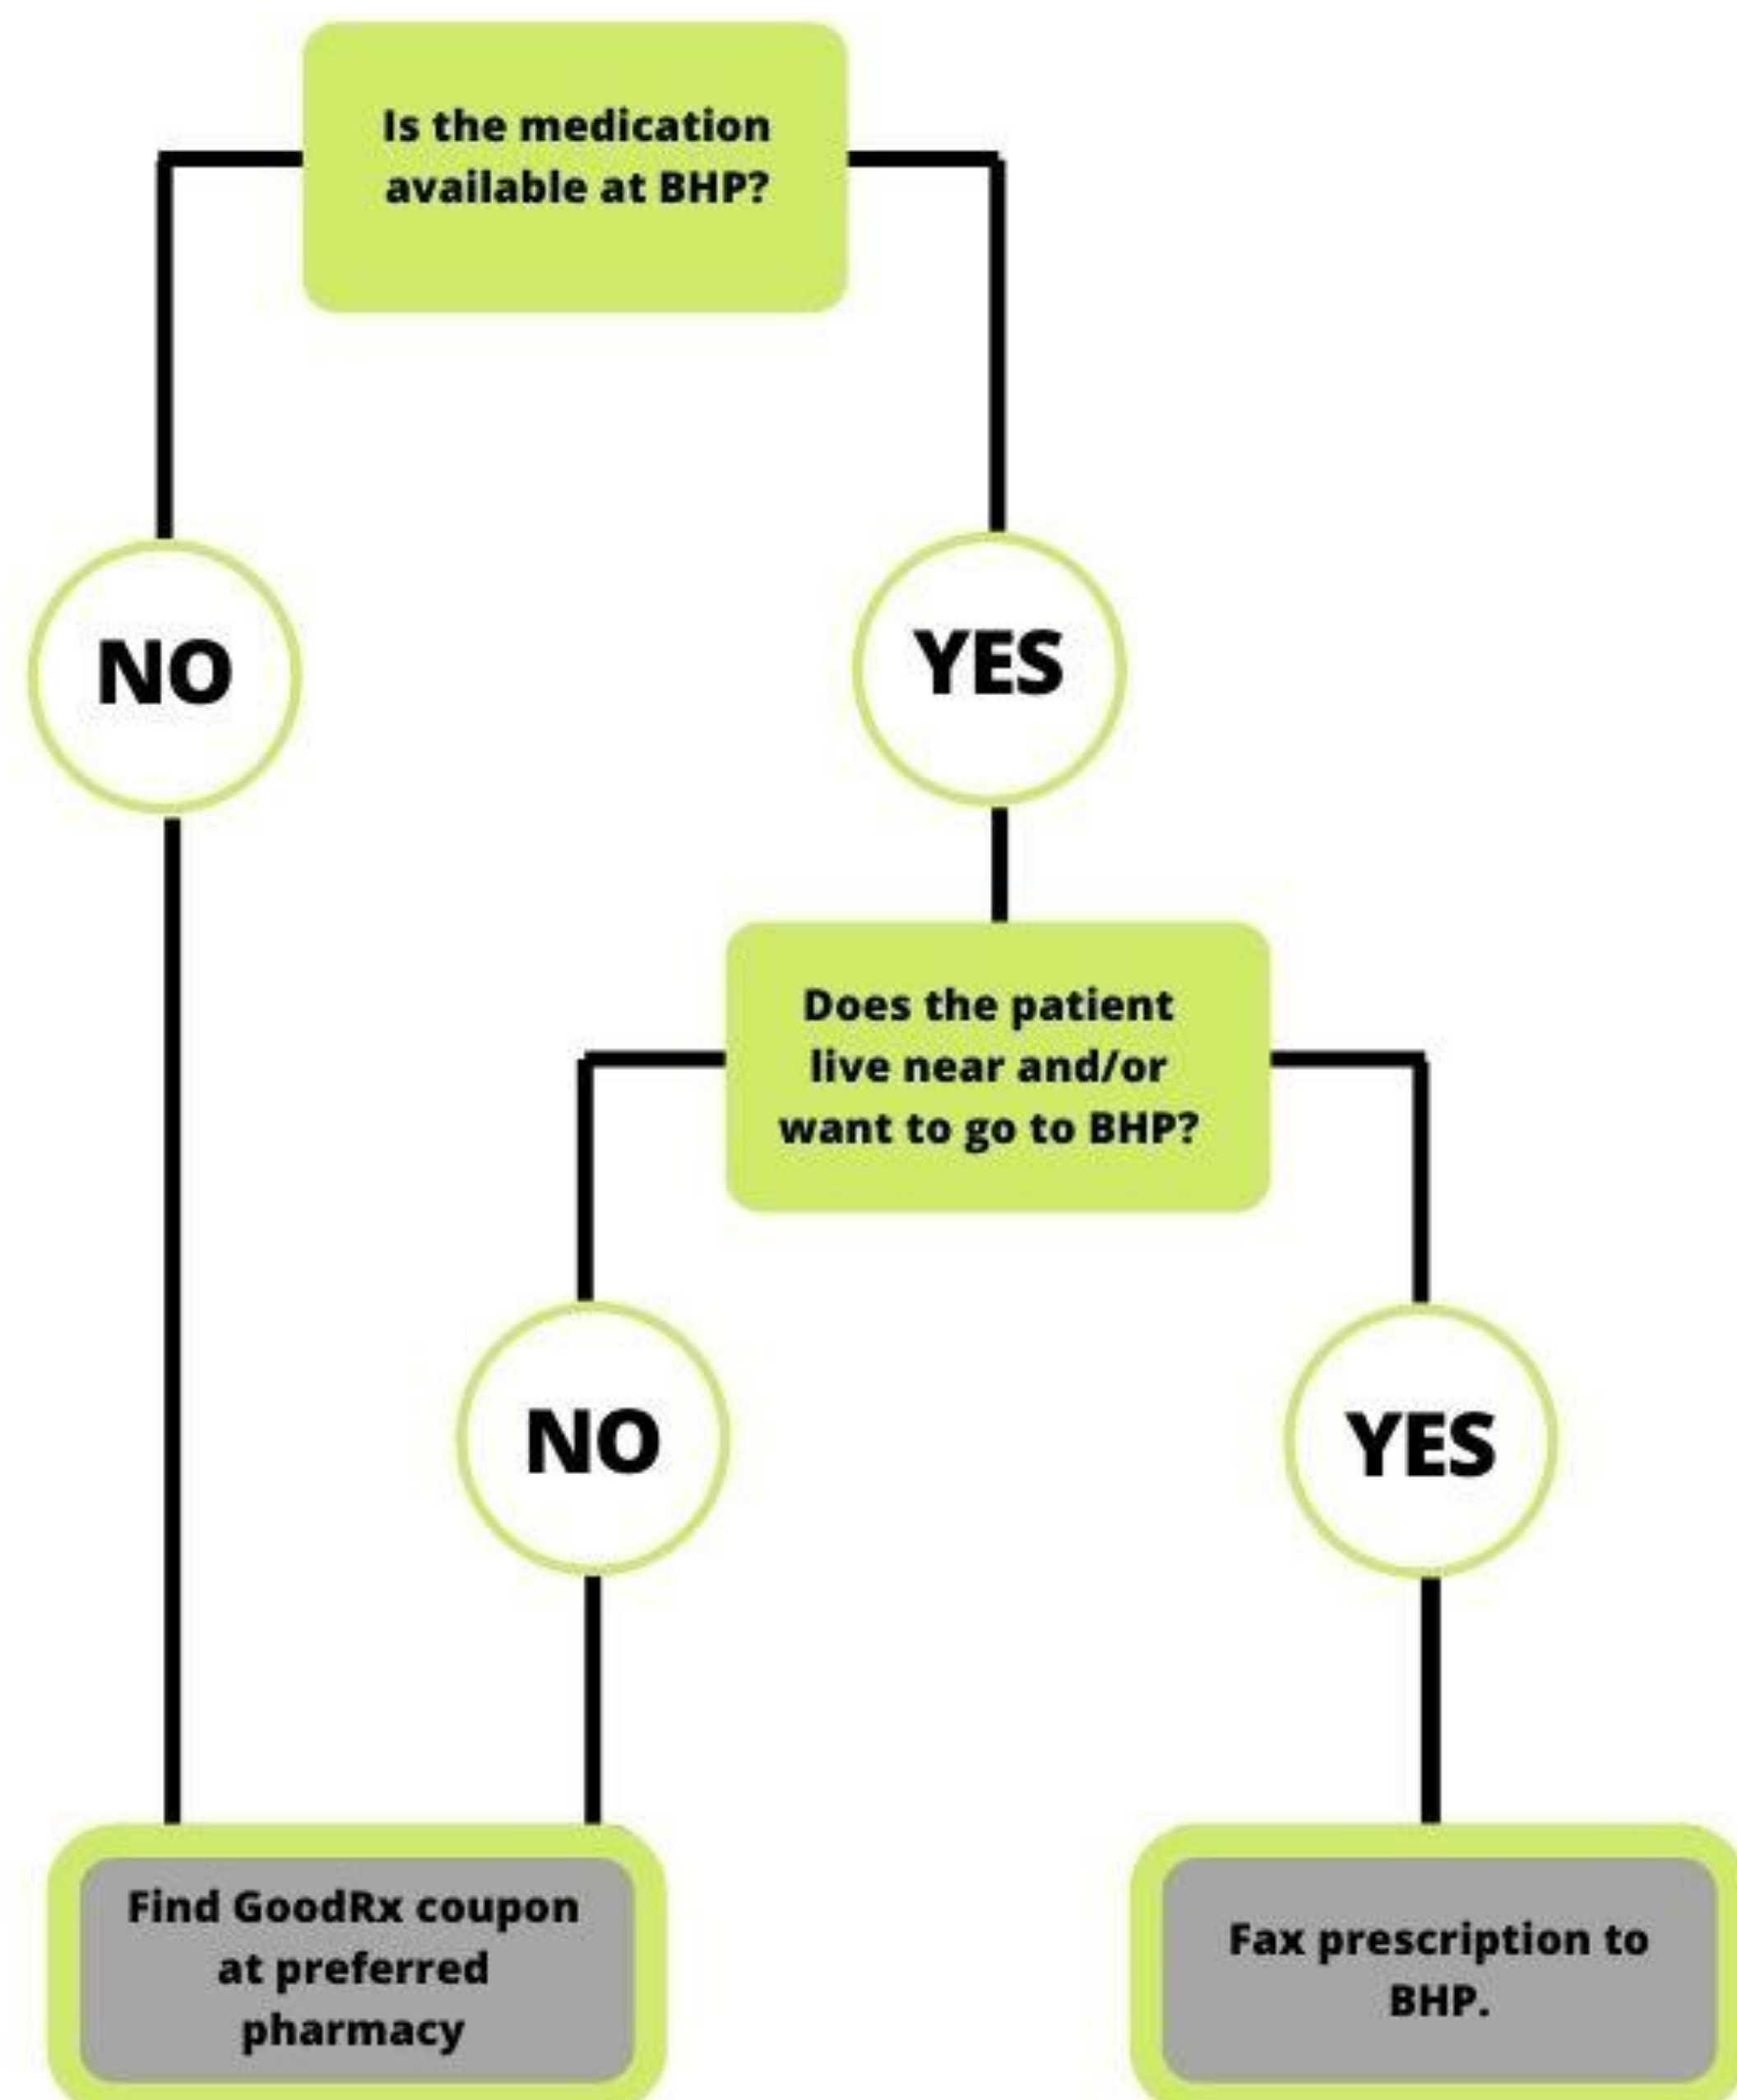 Is the medication
available at BHP?
NO
YES
Does the patient
live near and/or
want to go to BHP?
NO
YES
Find GoodRx coupon
at preferred
pharmacy
Fax prescription to
BHP.